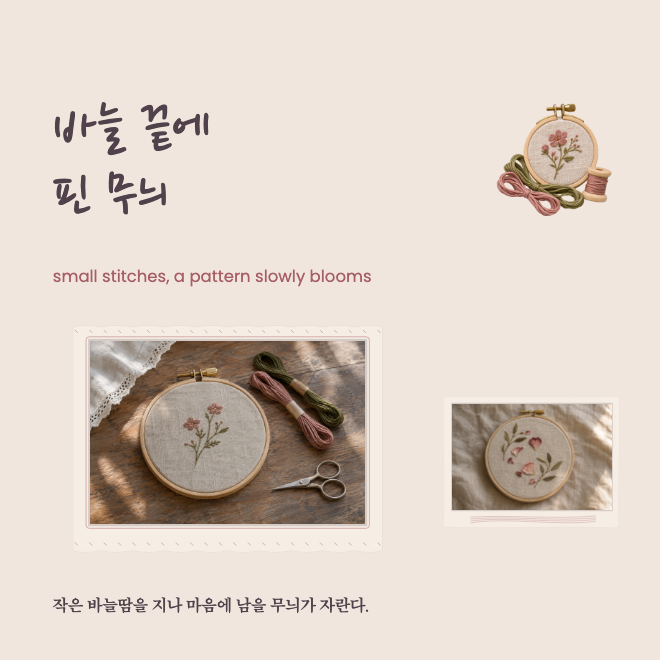 바늘 끝에
핀 무늬
small stitches, a pattern slowly blooms
작은 바늘땀을 지나 마음에 남을 무늬가 자란다.